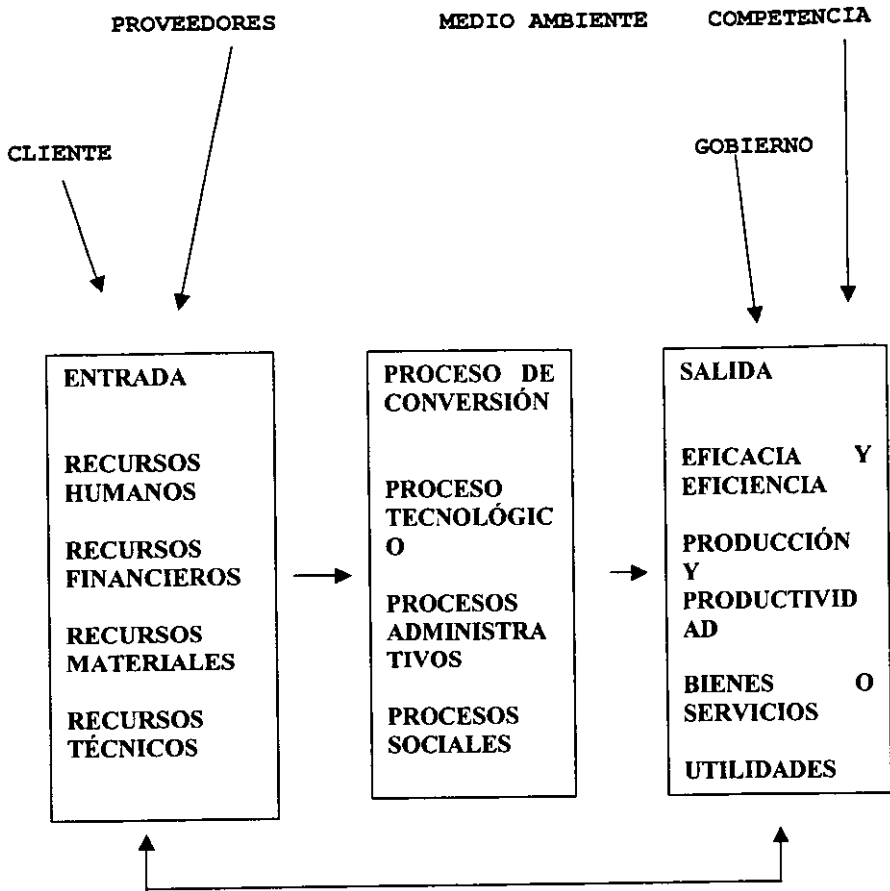 PROVEEDORES MEDIO AMBIENTE COMPETENCIA
CLIENTE
GOBIERNO
ENTRADA
RECURSOS
HUMANOS
RECURSOS
FINANCIEROS
RECURSOS
MATERIALES
RECURSOS
TÉCNICOS
PROCESO DE
CONVERSIÓN
PROCESO
TECNOLÓGIC
O
PROCESOS
ADMINISTRA
TIVOS
PROCESOS
SOCIALES
SALIDA
EFICACIA Y
EFICIENCIA
PRODUCCIÓN
Y
PRODUCTIVID
AD
BIENES O
SERVICIOS
UTILIDADES